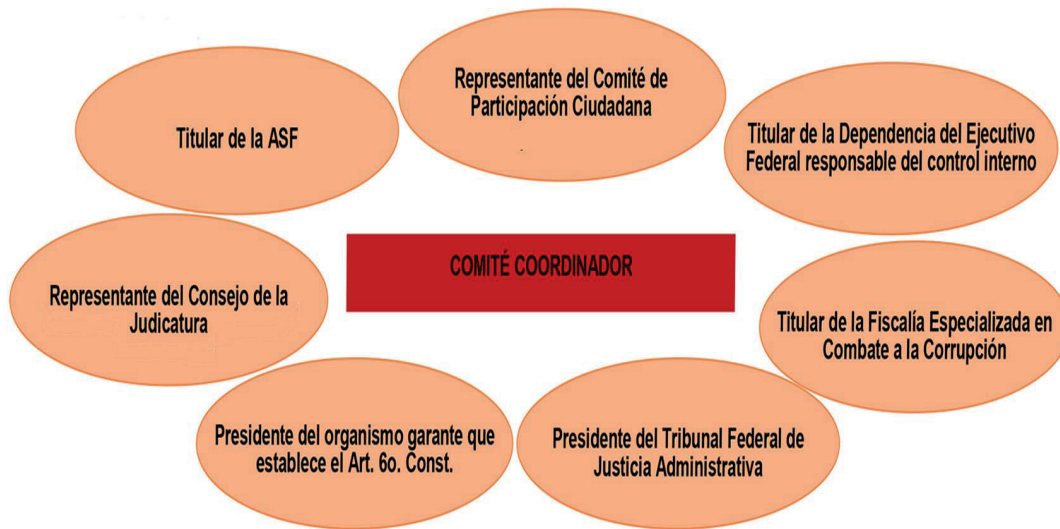 Representante del Comité de
Participación Ciudadana
Titular de la ASF
Titular de la Dependencia del Ejecutivo
Federal responsable del control interno
COMITÉ COORDINADOR
Representante del Consejo de la
Judicatura
Titular de la Fiscalía Especializada en
Combate a la Corrupción
Presidente del organismo garante que
establece el Art. 6o. Const.
Presidente del Tribunal Federal de
Justicia Administrativa